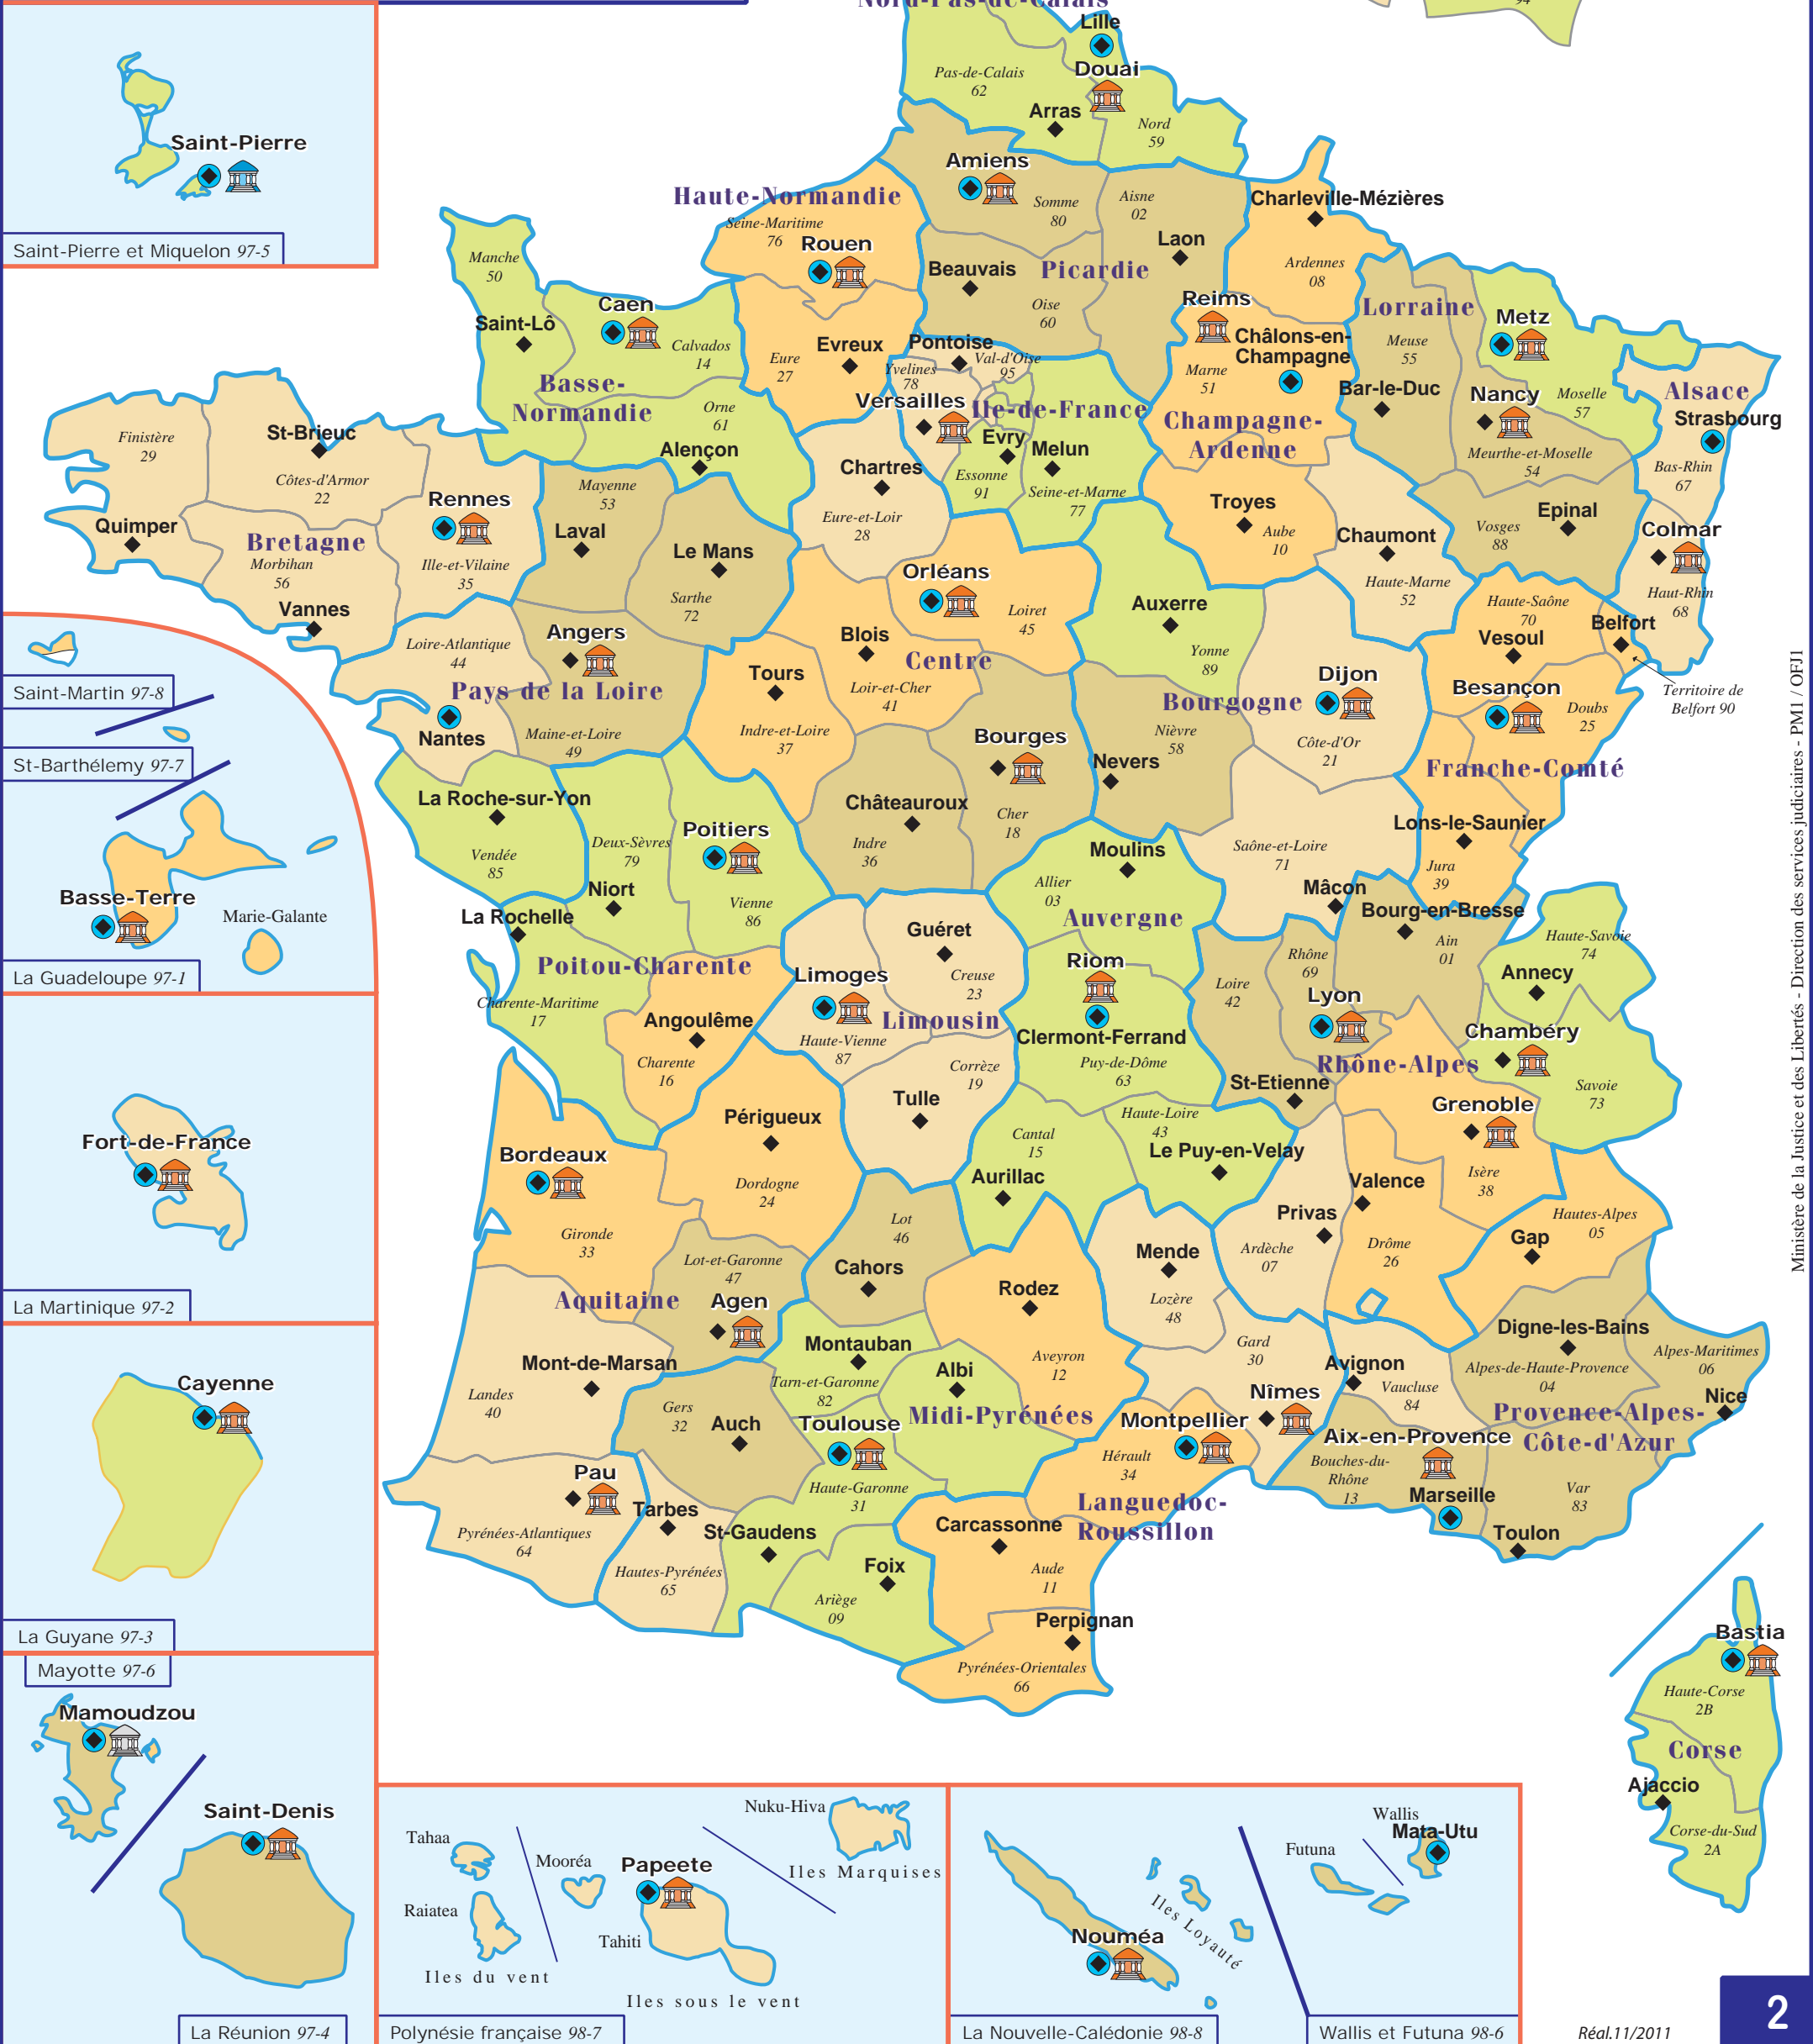 Nord-Pas-de-Calais
94
Lille
Pas-de-Calais
62
Douai
Arras
Nord
59
Saint-Pierre
Saint-Pierre et Miquelon 97-5
Amiens
Somme
80
Aisne
02
Charleville-Mézières
Haute-Normandie
Seine-Maritime
76
Rouen
Laon
Beauvais
Picardie
Ardennes
08
Manche
50
Oise
60
Reims
Lorraine
Caen
Saint-Lô
Calvados
14
Evreux
Eure
27
Pontoise
Val-d'Oise
95
Yvelines
78
Châlons-en-
Champagne
Marne
51
Meuse
55
Metz
Basse-
Normandie
Orne
61
Alençon
Versailles
Ile-de-France
Evry
Melun
Essonne
91
Seine-et-Marne
77
Champagne-
Ardenne
Bar-le-Duc
Nancy
Moselle
57
Alsace
Strasbourg
Meurthe-et-Moselle
54
Bas-Rhin
67
Finistère
29
St-Brieuc
Côtes-d'Armor
22
Rennes
Mayenne
53
Chartres
Eure-et-Loir
28
Troyes
Aube
10
Chaumont
Haute-Marne
52
Vosges
88
Epinal
Colmar
Haut-Rhin
68
Quimper
Bretagne
Morbihan
56
Ille-et-Vilaine
35
Laval
Le Mans
Sarthe
72
Orléans
Loiret
45
Auxerre
Yonne
89
Haute-Saône
70
Vesoul
Belfort
Territoire de
Belfort 90
Vannes
Loire-Atlantique
44
Angers
Blois
Centre
Tours
Loir-et-Cher
41
Dijon
Besançon
Doubs
25
Saint-Martin 97-8
Pays de la Loire
Nantes
Maine-et-Loire
49
Indre-et-Loire
37
Bourges
Nevers
Nièvre
58
Bourgogne
Côte-d'Or
21
Franche-Comté
St-Barthélemy 97-7
La Roche-sur-Yon
Vendée
85
Deux-Sèvres
79
Poitiers
Châteauroux
Indre
36
Cher
18
Moulins
Saône-et-Loire
71
Lons-le-Saunier
Jura
39
Basse-Terre
Marie-Galante
La Guadeloupe 97-1
Niort
La Rochelle
Vienne
86
Guéret
Allier
03
Auvergne
Mâcon
Bourg-en-Bresse
Ain
01
Haute-Savoie
74
Poitou-Charente
Charente-Maritime
17
Limoges
Creuse
23
Limousin
Riom
Clermont-Ferrand
Loire
42
Rhône
69
Lyon
Annecy
Angoulême
Charente
16
Haute-Vienne
87
Corrèze
19
Puy-de-Dôme
63
Rhône-Alpes
Chambéry
Savoie
73
Fort-de-France
La Martinique 97-2
Périgueux
Tulle
Cantal
15
Haute-Loire
43
St-Etienne
Grenoble
Bordeaux
Dordogne
24
Aurillac
Le Puy-en-Velay
Valence
Isère
38
Gironde
33
Lot
46
Lot-et-Garonne
47
Cahors
Rodez
Mende
Privas
Ardèche
07
Drôme
26
Gap
Hautes-Alpes
05
Aquitaine
Agen
Lozère
48
Mont-de-Marsan
Montauban
Albi
Aveyron
12
Gard
30
Avignon
Vaucluse
84
Digne-les-Bains
Alpes-de-Haute-Provence
04
Alpes-Maritimes
06
Nice
Cayenne
La Guyane 97-3
Landes
40
Gers
32
Auch
Tarn-et-Garonne
82
Toulouse
Midi-Pyrénées
Montpellier
Nîmes
Provence-Alpes-
Côte-d'Azur
Aix-en-Provence
Bouches-du-
Rhône
13
Marseille
Var
83
Toulon
Pau
Pyrénées-Atlantiques
64
Tarbes
Hautes-Pyrénées
65
St-Gaudens
Haute-Garonne
31
Hérault
34
Languedoc-
Roussillon
Carcassonne
Foix
Ariège
09
Aude
11
Perpignan
Pyrénées-Orientales
66
Bastia
Haute-Corse
2B
Corse
Ajaccio
Corse-du-Sud
2A
Mayotte 97-6
Mamoudzou
Saint-Denis
La Réunion 97-4
Tahaa
Mooréa
Raiatea
Papeete
Tahiti
Nuku-Hiva
Iles Marquises
Iles du vent
Iles sous le vent
Polynésie française 98-7
Nouméa
Iles Loyauté
La Nouvelle-Calédonie 98-8
Wallis
Mata-Utu
Futuna
Wallis et Futuna 98-6
Ministère de la Justice et des Libertés - Direction des services judiciaires - PM1 / OFJ1
Réal.11/2011
2